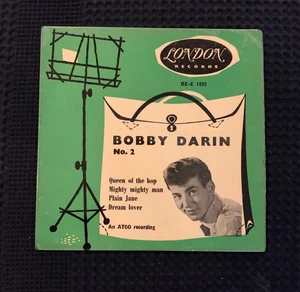 LONDON
RECORDS
RE-E 1225
BOBBY DARIN
No. 2
Queen of the hop
Mighty mighty man
Plain Jane
Dream lover
An ATCO recording